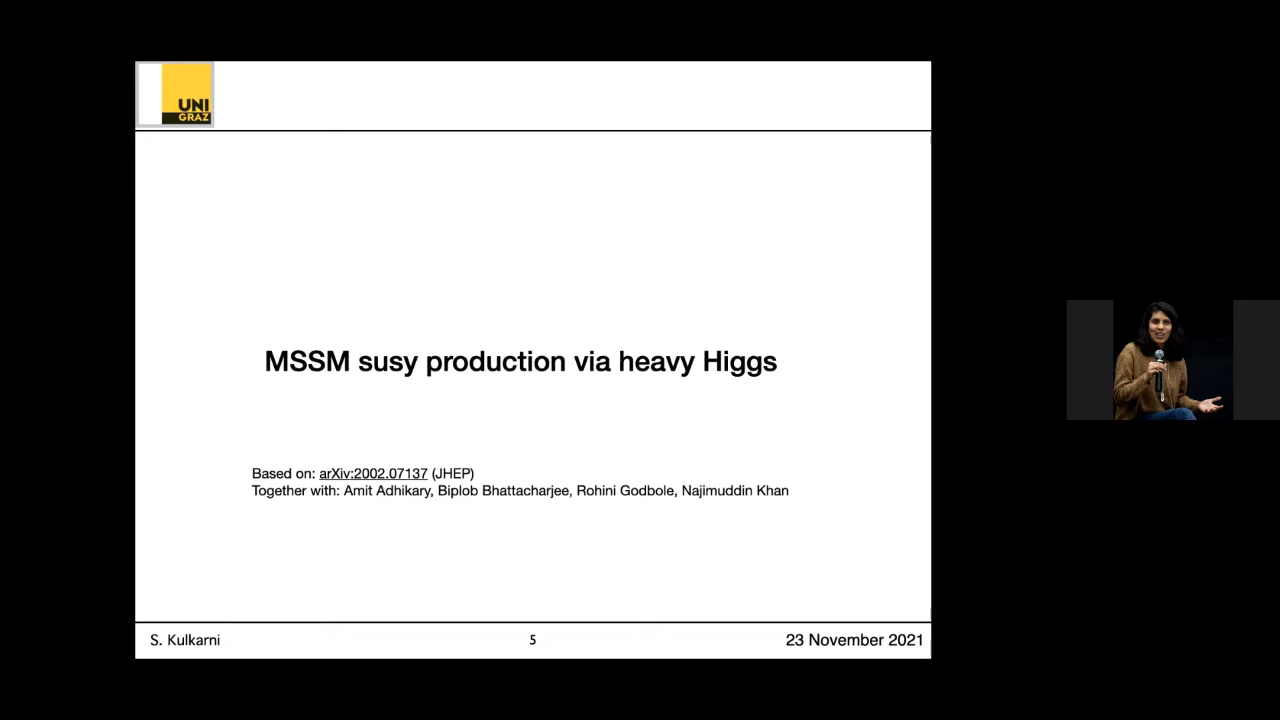 UNI
GRAZ
MSSM susy production via heavy Higgs
Based on: arXiv:2002.07137 (JHEP)
Together with: Amit Adhikary, Biplob Bhattacharjee, Rohini Godbole, Najimuddin Khan
S. Kulkarni
5
23 November 2021